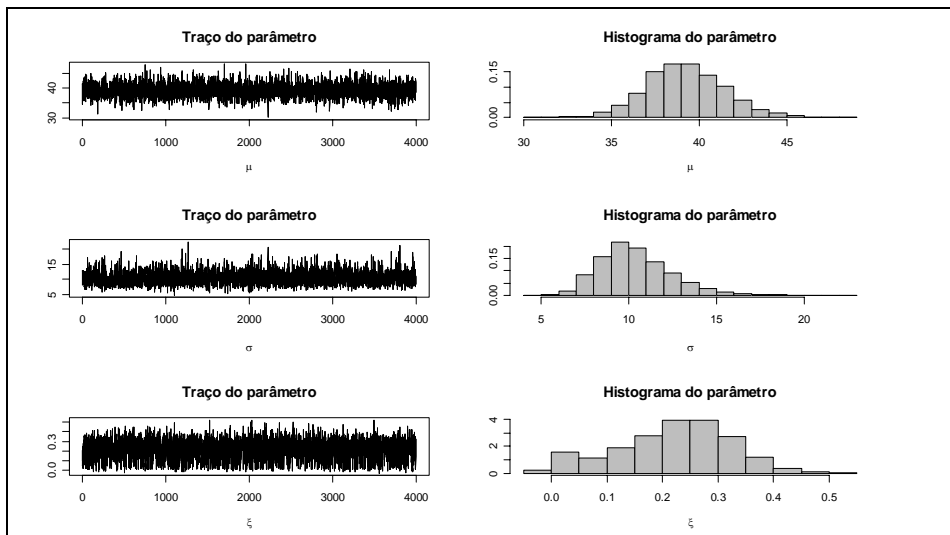 Traço do parâmetro
30 40
0 1000 2000 3000 4000
μ
Histograma do parâmetro
0.00 0.15
30 35 40 45
μ
Traço do parâmetro
5 15
0 1000 2000 3000 4000
σ
Histograma do parâmetro
0.00 0.15
5 10 15 20
σ
Traço do parâmetro
0.0 0.3
0 1000 2000 3000 4000
ξ
Histograma do parâmetro
0 2 4
0.0 0.1 0.2 0.3 0.4 0.5
ξ